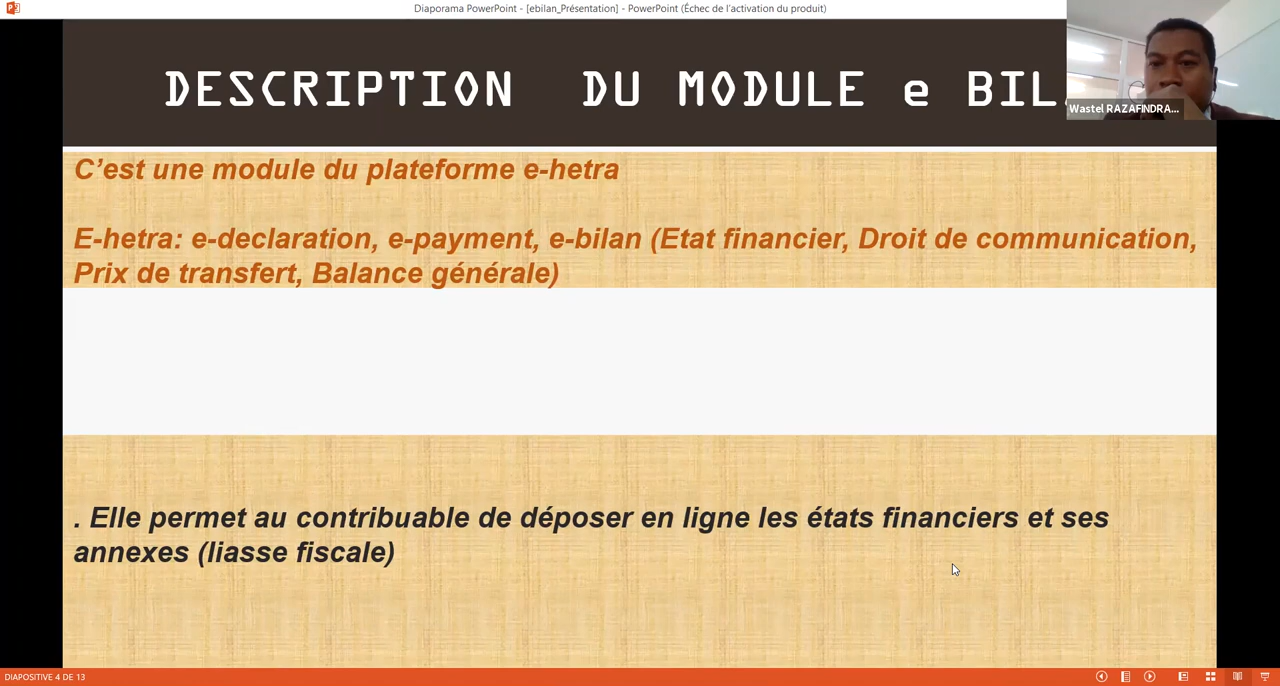 Diaporama PowerPoint - [ebilan_Présentation] - PowerPoint (Échec de l'activation du produit)
DESCRIPTION DU MODULE e BIL
Wastel RAZAFINDRA...
C’est une module du plateforme e-hetra
E-hetra: e-declaration, e-payment, e-bilan (Etat financier, Droit de communication,
Prix de transfert, Balance générale)
. Elle permet au contribuable de déposer en ligne les états financiers et ses
annexes (liasse fiscale)
DIAPOSITIVE 4 DE 13